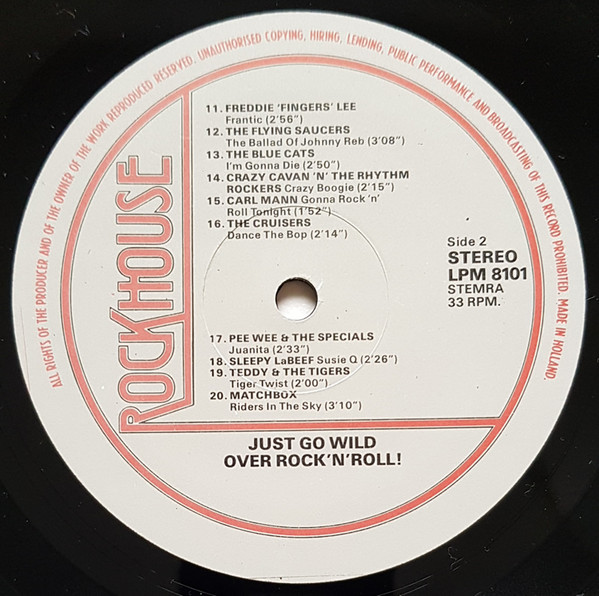 ALL RIGHTS OF THE PRODUCER AND OF THE OWNER OF THE WORK REPRODUCED RESERVED. UNAUTHORISED COPYING, HIRING, LENDING, PUBLIC PERFORMANCE AND BROADCASTING OF THIS RECORD PROHIBITED. MADE IN HOLLAND.
ROCKHOUSE
11. FREDDIE 'FINGERS' LEE
Frantic (2'56")
12. THE FLYING SAUCERS
The Ballad Of Johnny Reb (3'08")
13. THE BLUE CATS
I'm Gonna Die (2'50")
14. CRAZY CAVAN 'N' THE RHYTHM
ROCKERS Crazy Boogie (2'15")
15. CARL MANN Gonna Rock 'n'
Roll Tonight (1'52")
16. THE CRUISERS
Dance The Bop (2'14")
Side 2
STEREO
LPM 8101
STEMRA
33 RPM.
17. PEE WEE & THE SPECIALS
Juanita (2'33")
18. SLEEPY LaBEEF Susie Q (2'26")
19. TEDDY & THE TIGERS
Tiger Twist (2'00")
20. MATCHBOX
Riders In The Sky (3'10")
JUST GO WILD
OVER ROCK'N'ROLL!